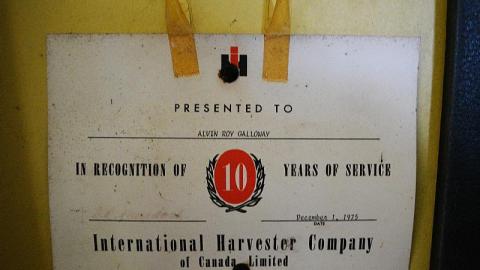 PRESENTED TO
ALVIN ROY GALLOWAY
IN RECOGNITION OF 10 YEARS OF SERVICE
December 1, 1975
DATE
International Harvester Company
of Canada, Limited